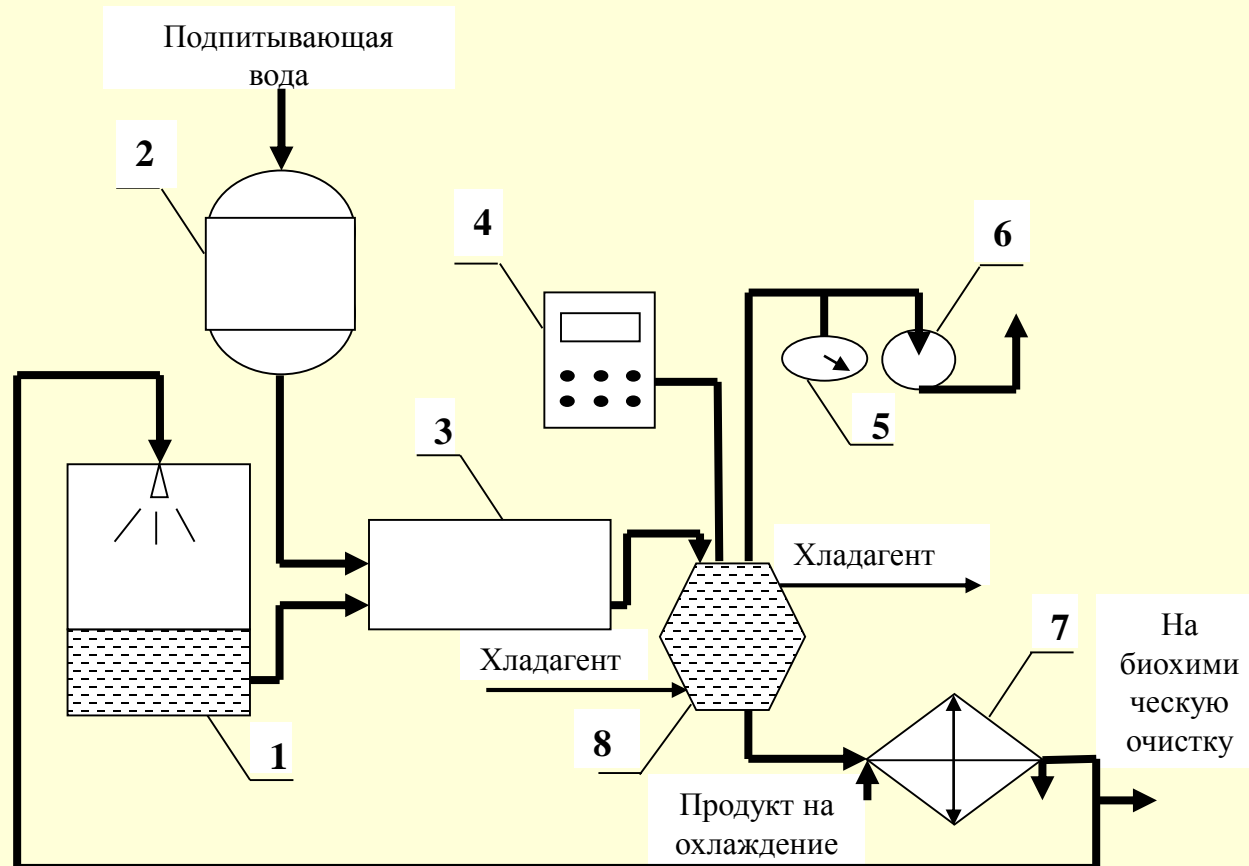 Подпитывающая
вода
2
4
6
3
5
Хладагент
Хладагент
7
На
биохими
ческую
очистку
1
8
Продукт на
охлаждение